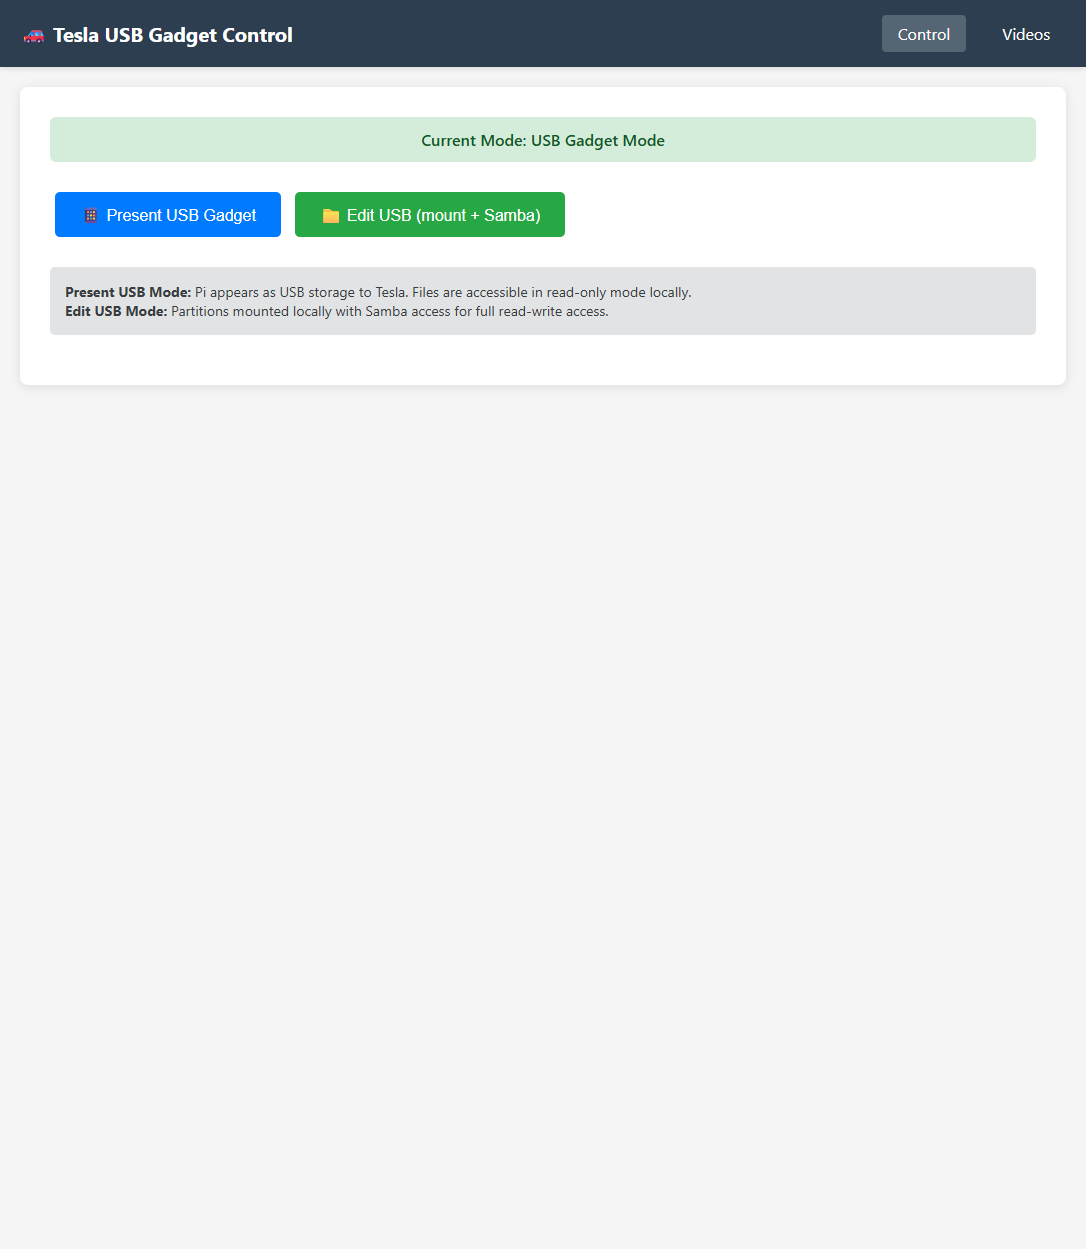 Tesla USB Gadget Control
Control
Videos
Current Mode: USB Gadget Mode
Present USB Gadget
Edit USB (mount + Samba)
Present USB Mode: Pi appears as USB storage to Tesla. Files are accessible in read-only mode locally.
Edit USB Mode: Partitions mounted locally with Samba access for full read-write access.